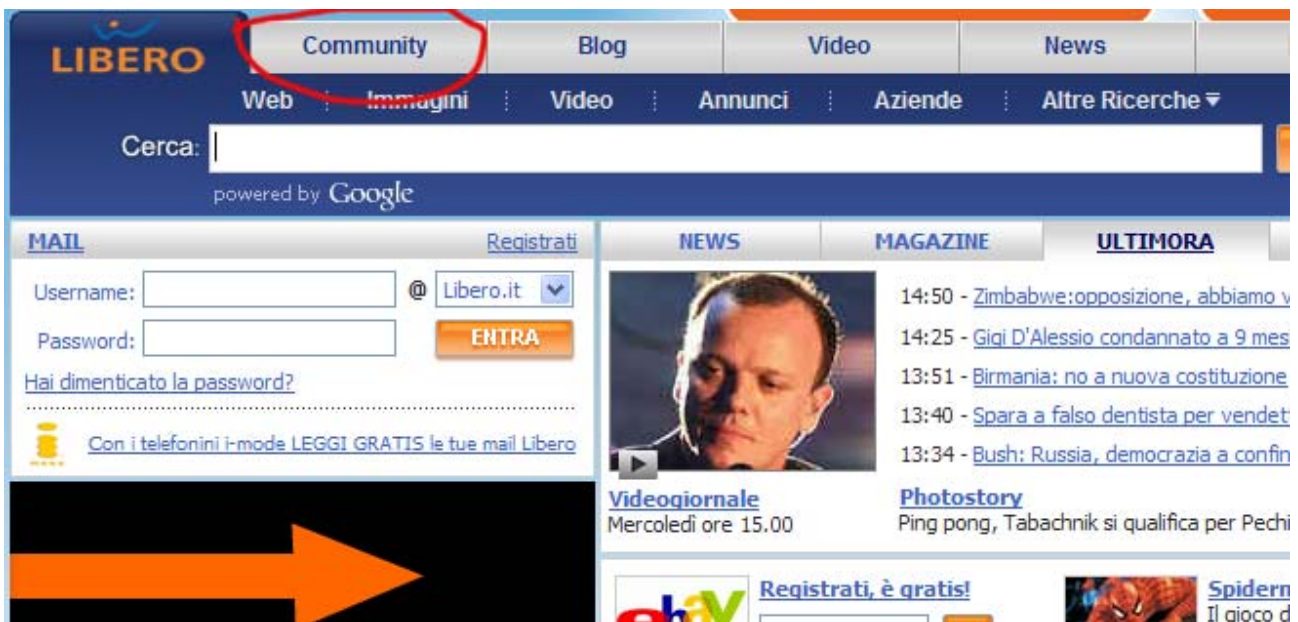 LIBERO
Community Blog Video News
Web Immagini Video Annunci Aziende Altre Ricerche
Cerca:
powered by Google
MAIL Registrati
Username: @ Libero.it
Password: ENTRA
Hai dimenticato la password?
Con i telefonini i-mode LEGGI GRATIS le tue mail Libero
NEWS MAGAZINE ULTIMORA
14:50 - Zimbabwe:opposizione, abbiamo
14:25 - Gigi D'Alessio condannato a 9 mes
13:51 - Birmania: no a nuova costituzione
13:40 - Spara a falso dentista per vendet
13:34 - Bush: Russia, democrazia a confin
Videogiornale
Mercoledì ore 15.00
Photostory
Ping pong, Tabachnik si qualifica per Pechi
ebay
Registrati, è gratis!
Spider
Il gioco d